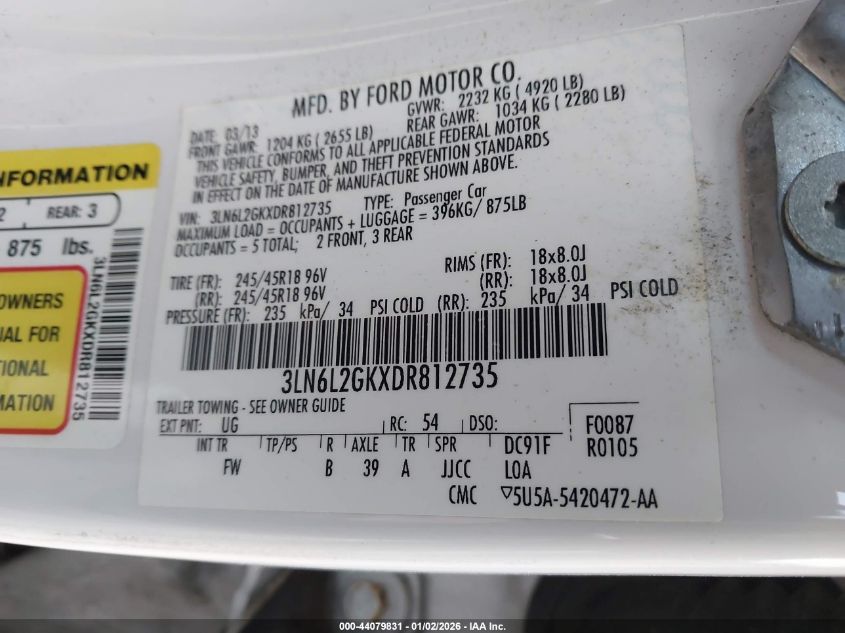 MFD. BY FORD MOTOR CO.
DATE: 03/13 GVWR: 2232 KG ( 4920 LB)
FRONT GAWR: 1204 KG ( 2655 LB) REAR GAWR: 1034 KG ( 2280 LB)
THIS VEHICLE CONFORMS TO ALL APPLICABLE FEDERAL MOTOR
VEHICLE SAFETY, BUMPER, AND THEFT PREVENTION STANDARDS
IN EFFECT ON THE DATE OF MANUFACTURE SHOWN ABOVE.
VIN: 3LN6L2GKXDR812735 TYPE: Passenger Car
MAXIMUM LOAD = OCCUPANTS + LUGGAGE = 396KG/ 875LB
OCCUPANTS = 5 TOTAL; 2 FRONT, 3 REAR
TIRE (FR): 245/45R18 96V RIMS (FR): 18x8.0J
(RR): 245/45R18 96V (RR): 18x8.0J
PRESSURE (FR): 235 kPa/ 34 PSI COLD (RR): 235 kPa/ 34 PSI COLD
3LN6L2GKXDR812735
TRAILER TOWING - SEE OWNER GUIDE
EXT PNT: UG RC: 54 DSO: F0087
INT TR TP/PS R AXLE TR SPR DC91F R0105
FW B 39 A JJCC LOA
CMC 5U5A-5420472-AA
INFORMATION
2 REAR: 3
875 lbs.
OWNERS
UAL FOR
TIONAL
MATION
3LN6L2GKXDR812735
000-44079831 - 01/02/2026 - IAA Inc.